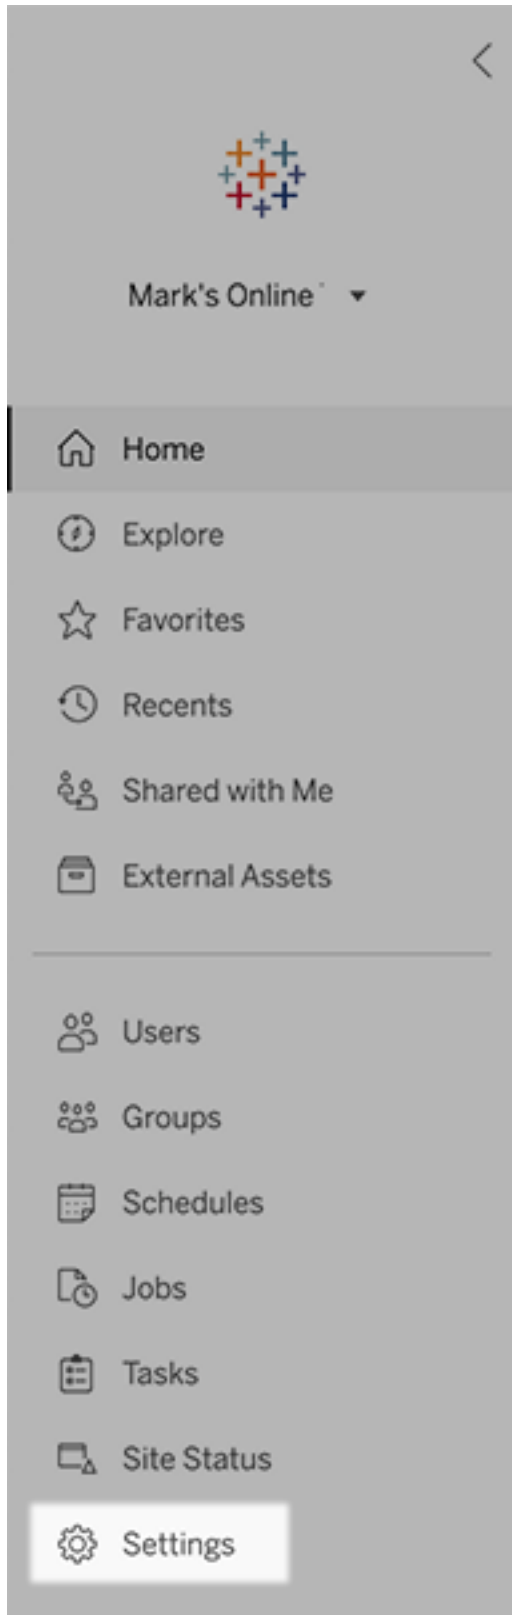 Mark's Online
Home
Explore
Favorites
Recents
Shared with Me
External Assets
Users
Groups
Schedules
Jobs
Tasks
Site Status
Settings